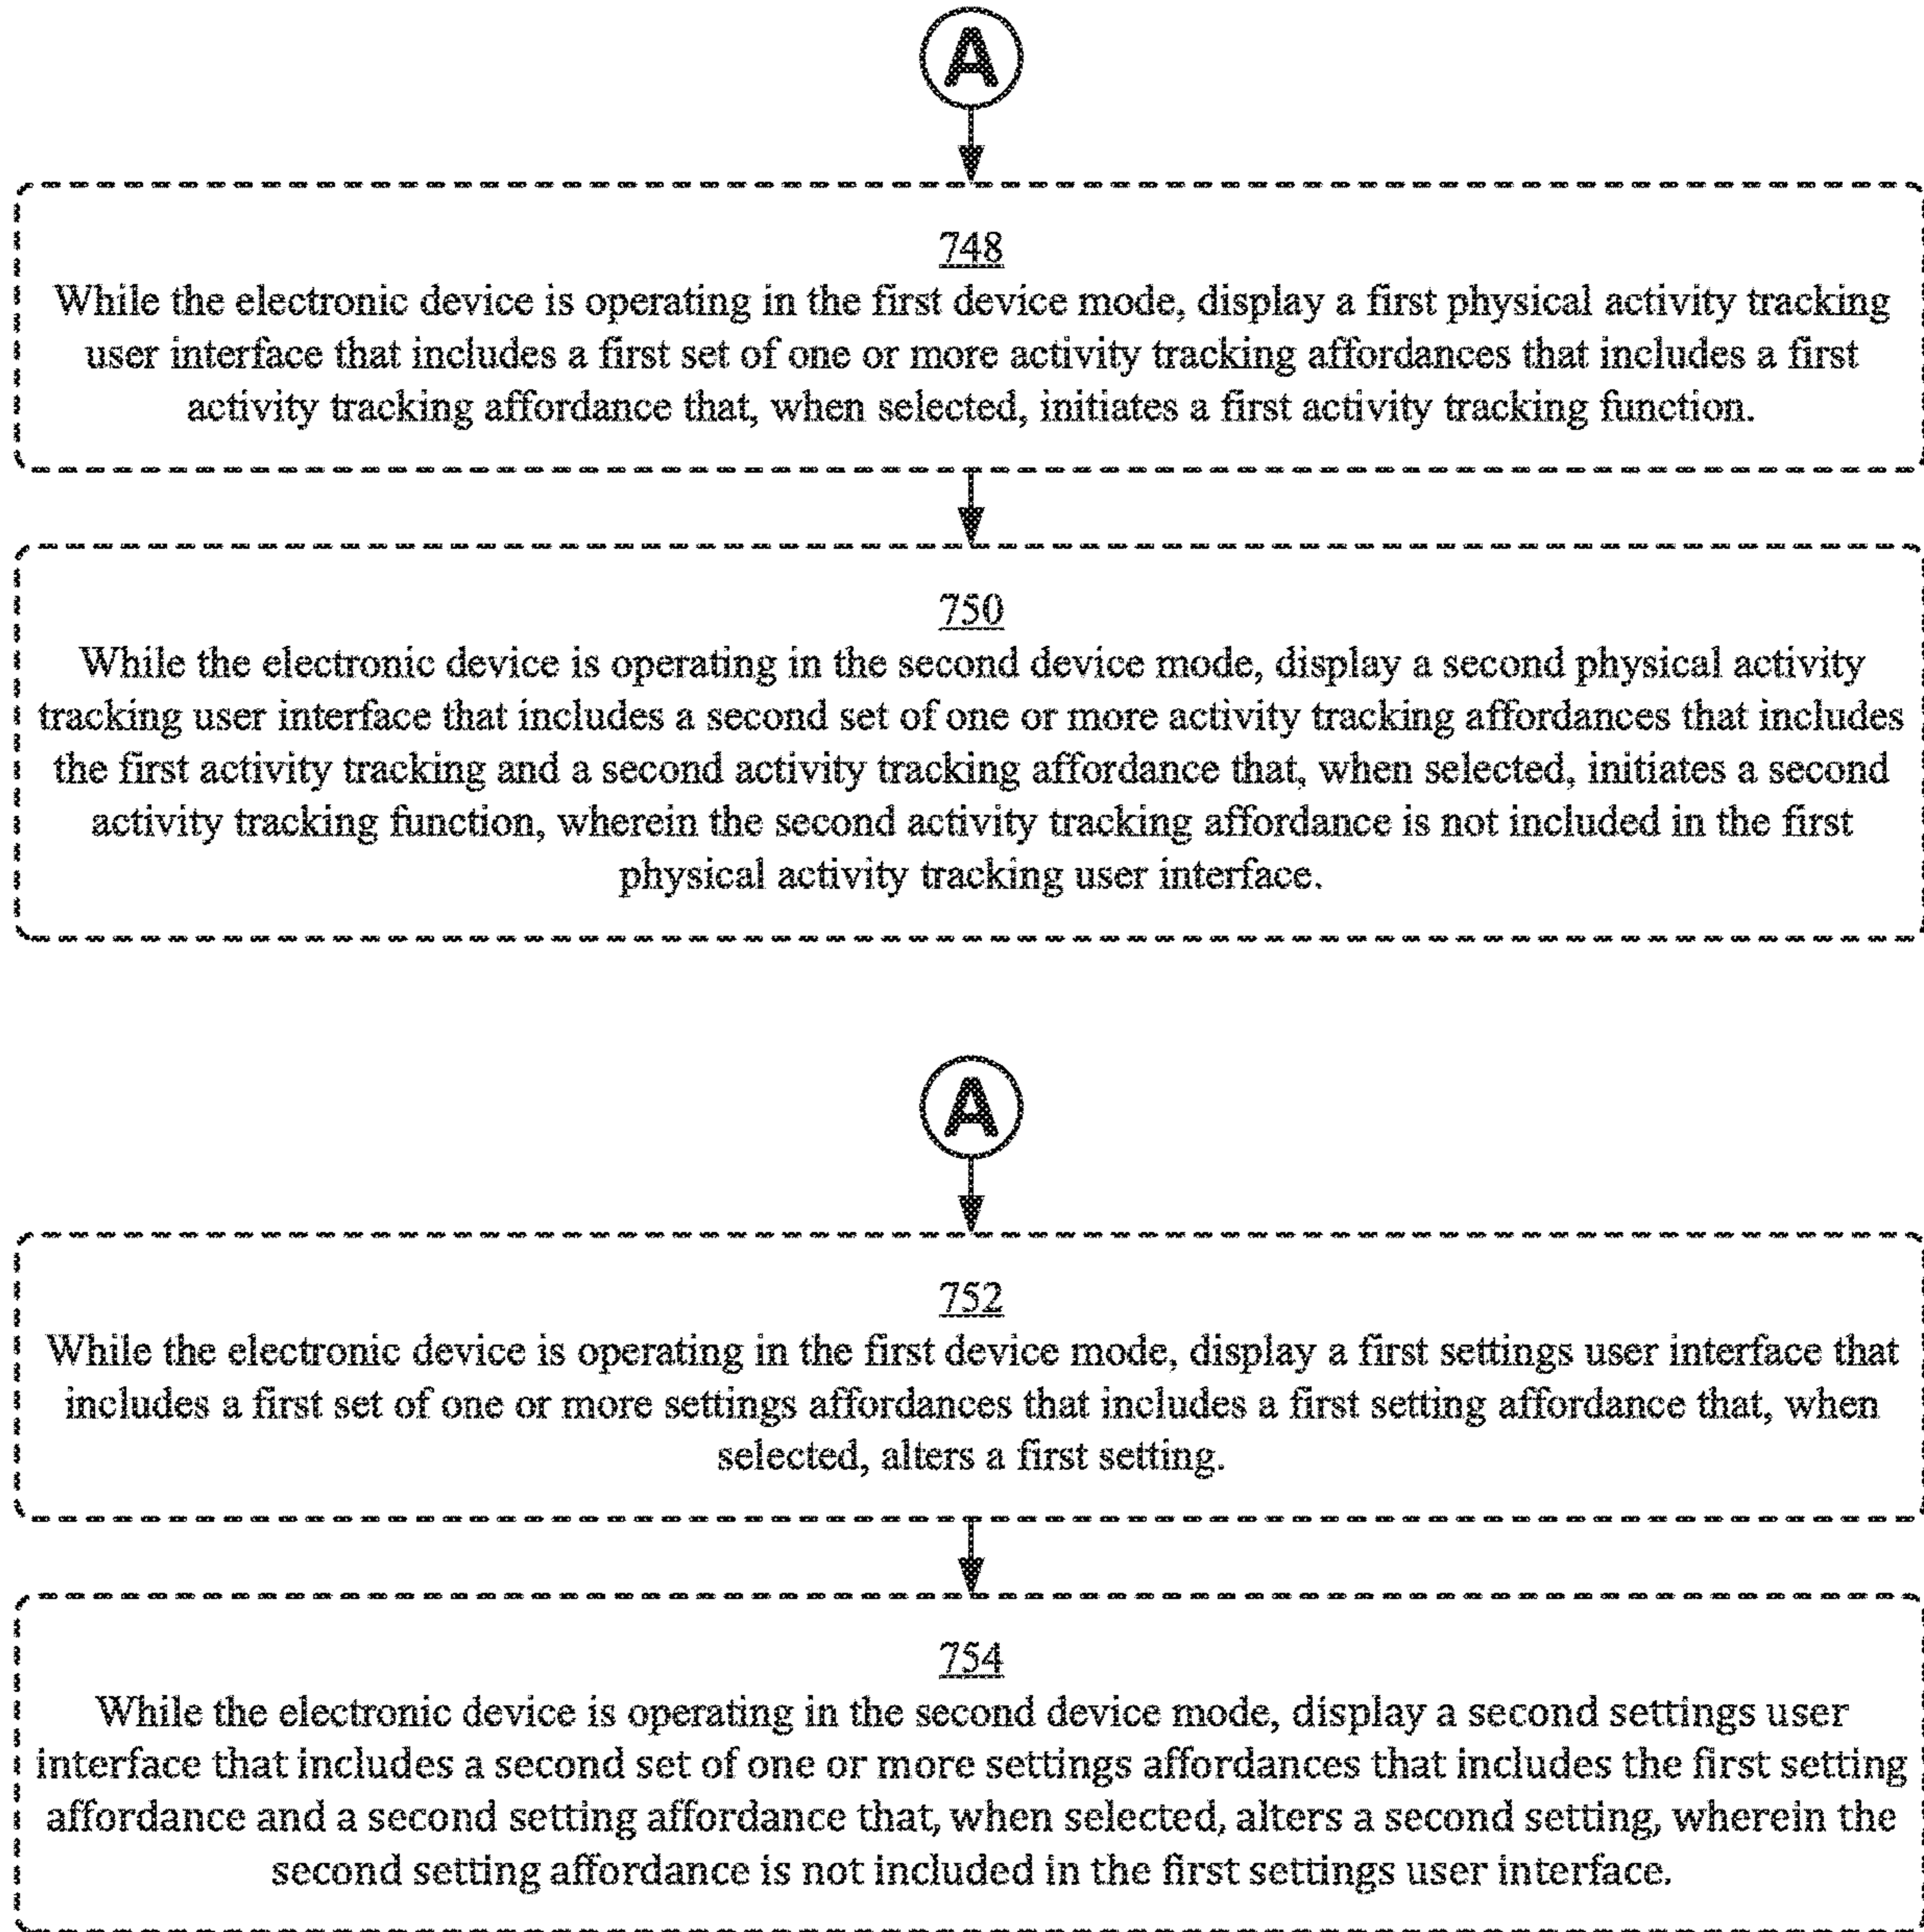 A
748
While the electronic device is operating in the first device mode, display a first physical activity tracking
user interface that includes a first set of one or more activity tracking affordances that includes a first
activity tracking affordance that, when selected, initiates a first activity tracking function.
750
While the electronic device is operating in the second device mode, display a second physical activity
tracking user interface that includes a second set of one or more activity tracking affordances that includes
the first activity tracking and a second activity tracking affordance that, when selected, initiates a second
activity tracking function, wherein the second activity tracking affordance is not included in the first
physical activity tracking user interface.
A
752
While the electronic device is operating in the first device mode, display a first settings user interface that
includes a first set of one or more settings affordances that includes a first setting affordance that, when
selected, alters a first setting.
754
While the electronic device is operating in the second device mode, display a second settings user
interface that includes a second set of one or more settings affordances that includes the first setting
affordance and a second setting affordance that, when selected, alters a second setting, wherein the
second setting affordance is not included in the first settings user interface.